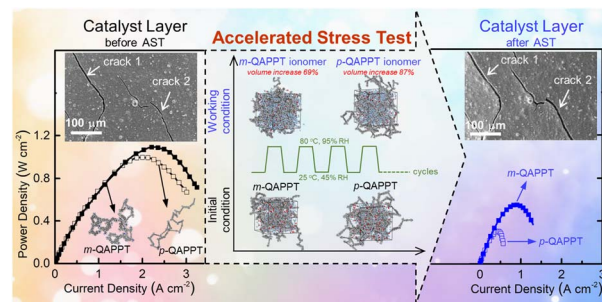 Catalyst Layer
before AST
crack 1
crack 2
100 μm
Power Density (W cm⁻²)
1.2
0.8
0.4
0.0
m-QAPPT
p-QAPPT
0
1
2
3
Current Density (A cm⁻²)
Accelerated Stress Test
Working condition
Initial condition
m-QAPPT ionomer
volume increase 69%
p-QAPPT ionomer
volume increase 87%
80 °C, 95% RH
25 °C, 45% RH
cycles
m-QAPPT
p-QAPPT
Catalyst Layer
after AST
crack 1
crack 2
100 μm
m-QAPPT
p-QAPPT
0
1
2
3
Current Density (A cm⁻²)